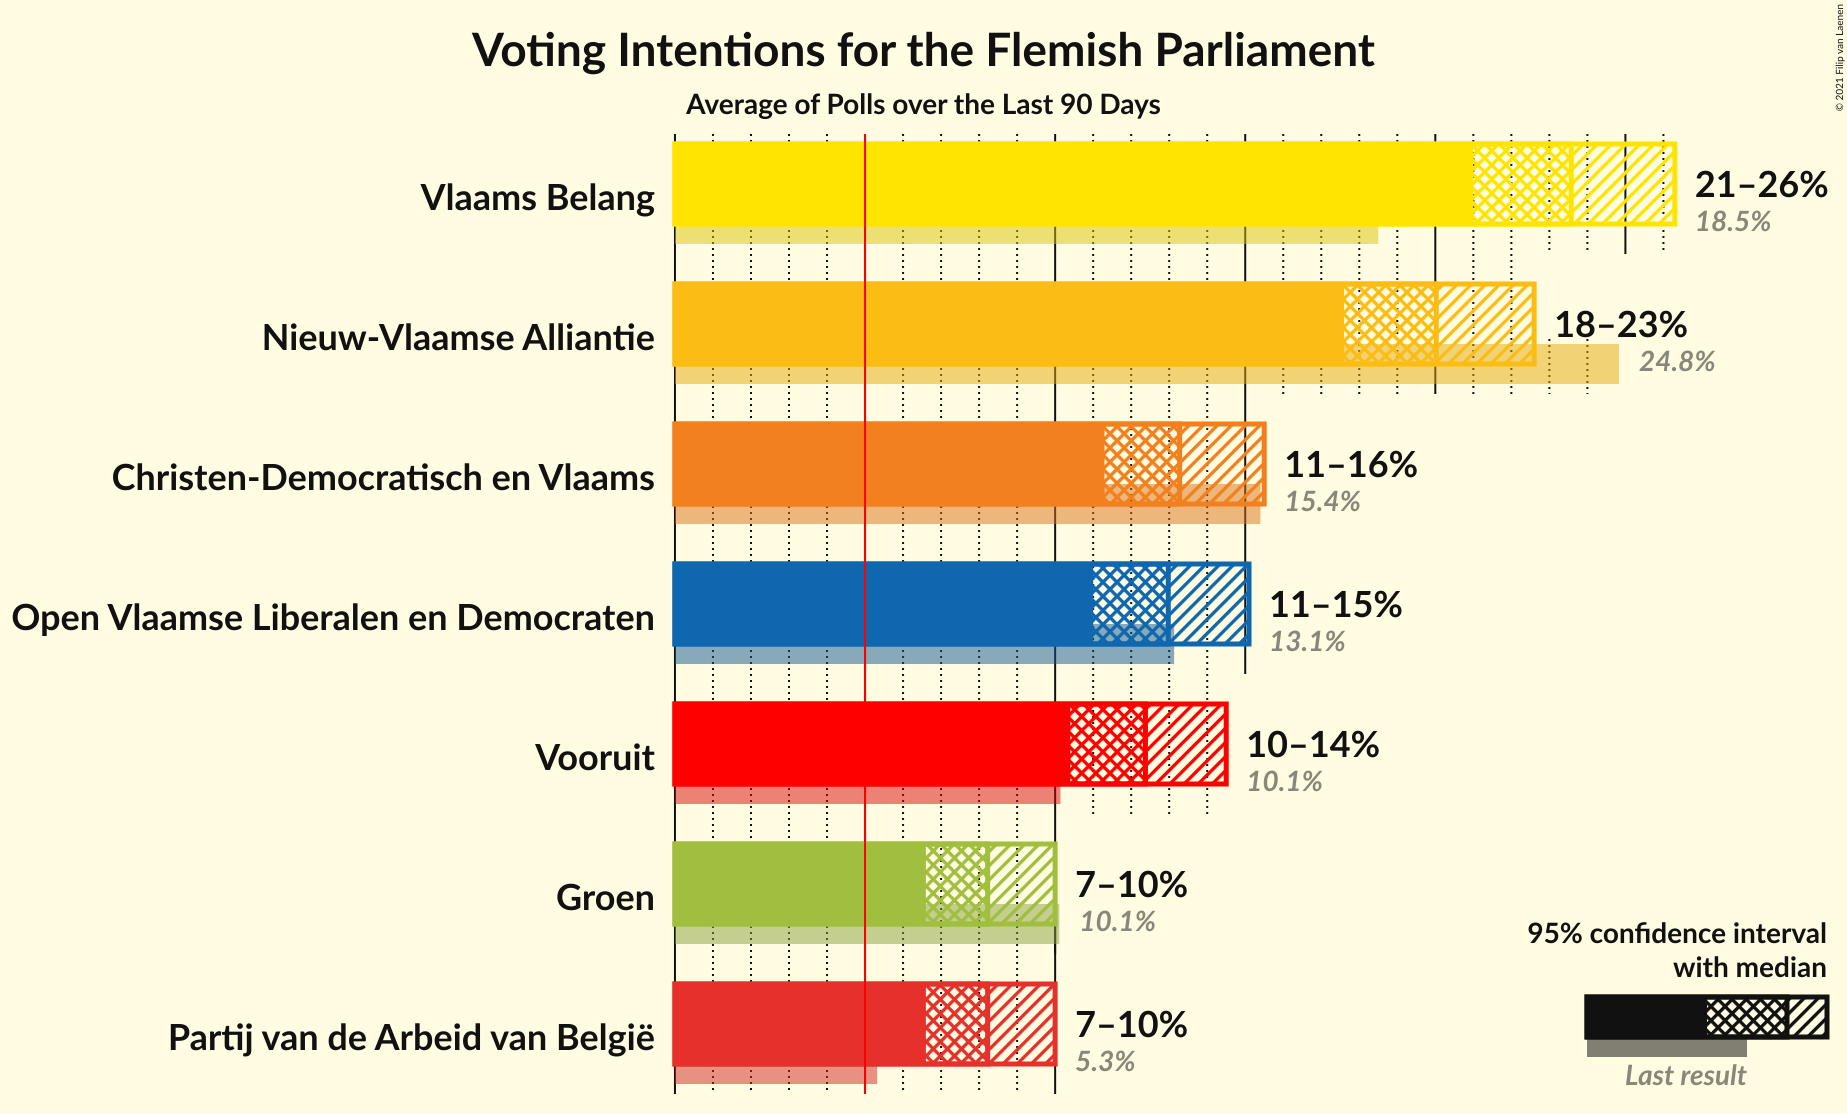 Voting Intentions for the Flemish Parliament
Average of Polls over the Last 90 Days
© 2021 Filip van Laenen
Vlaams Belang
21–26%
18.5%
Nieuw-Vlaamse Alliantie
18–23%
24.8%
Christen-Democratisch en Vlaams
11–16%
15.4%
Open Vlaamse Liberalen en Democraten
11–15%
13.1%
Vooruit
10–14%
10.1%
Groen
7–10%
10.1%
Partij van de Arbeid van België
7–10%
5.3%
95% confidence interval
with median
Last result